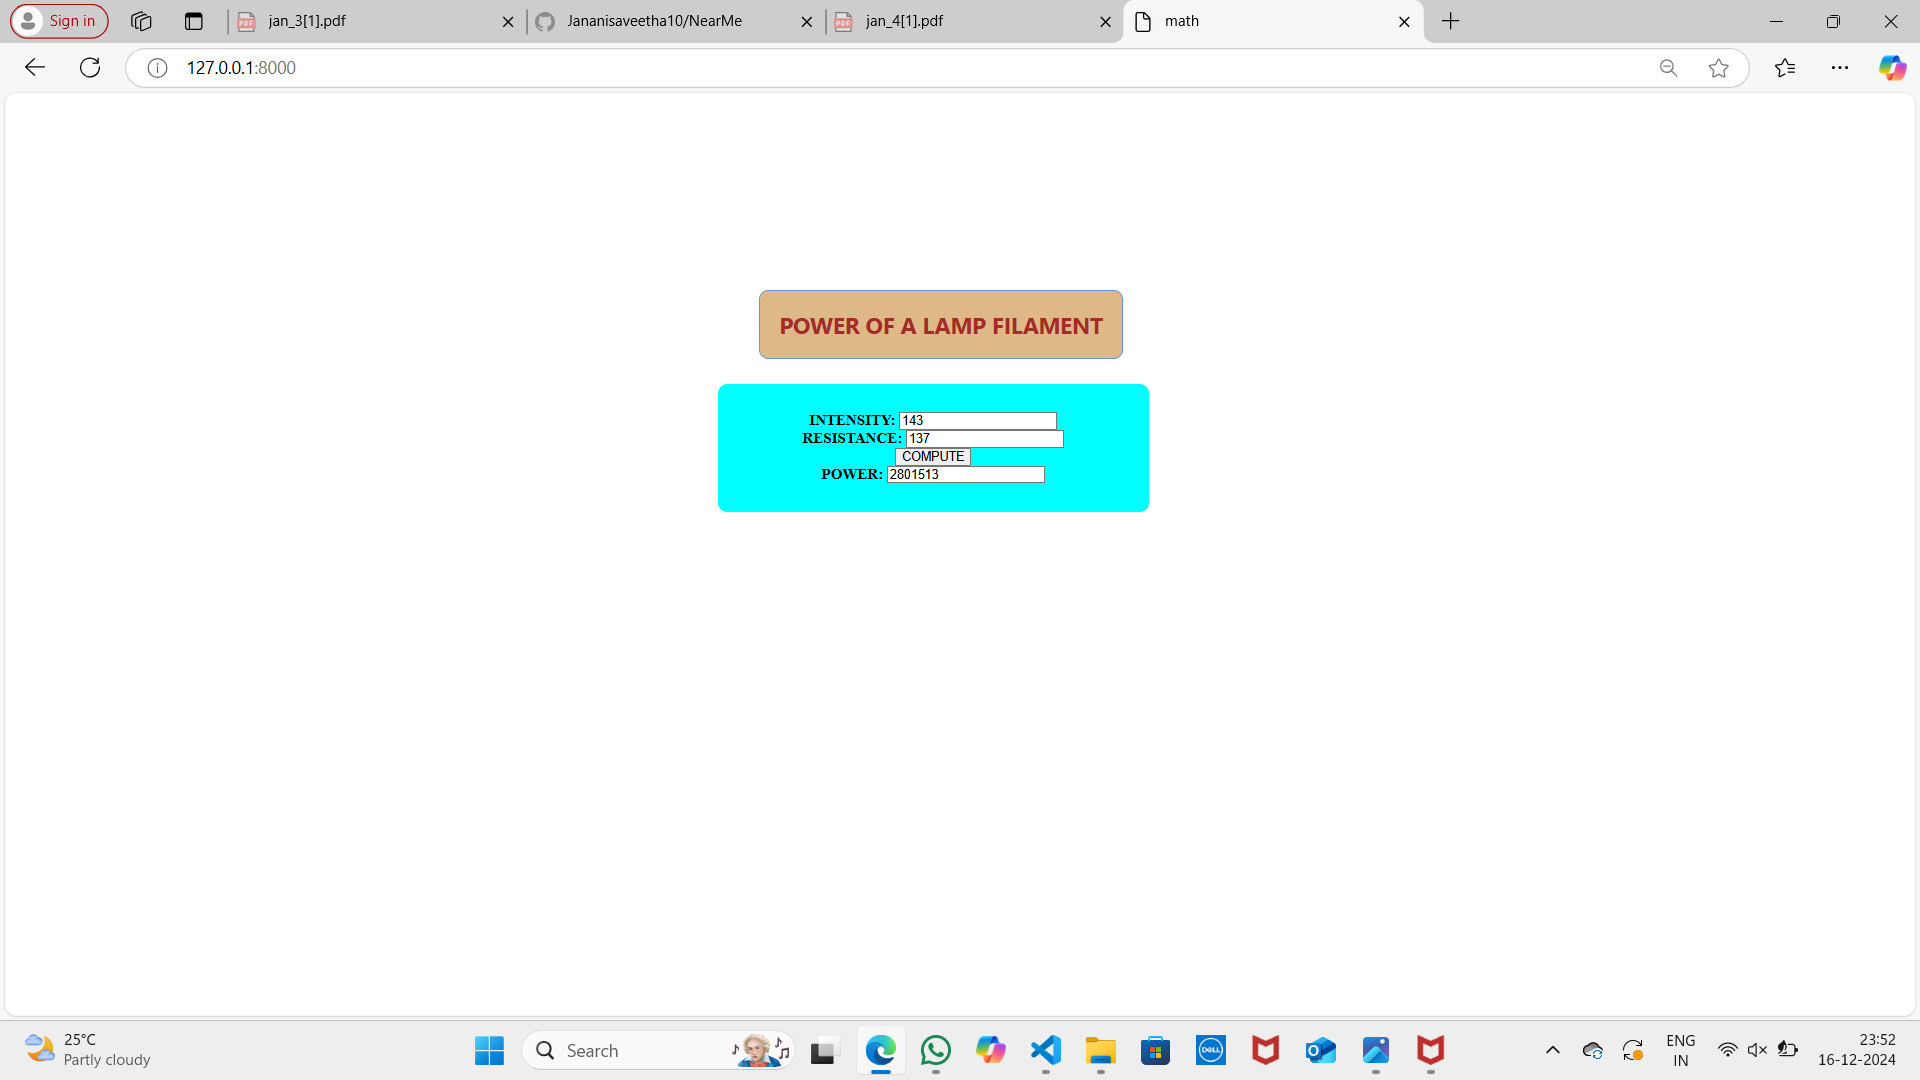 Sign in
jan_3[1].pdf
Jananisaveetha10/NearMe
jan_4[1].pdf
math
127.0.0.1:8000
POWER OF A LAMP FILAMENT
INTENSITY: 143
RESISTANCE: 137
COMPUTE
POWER: 2801513
25°C
Partly cloudy
Search
DELL
ENG
IN
23:52
16-12-2024